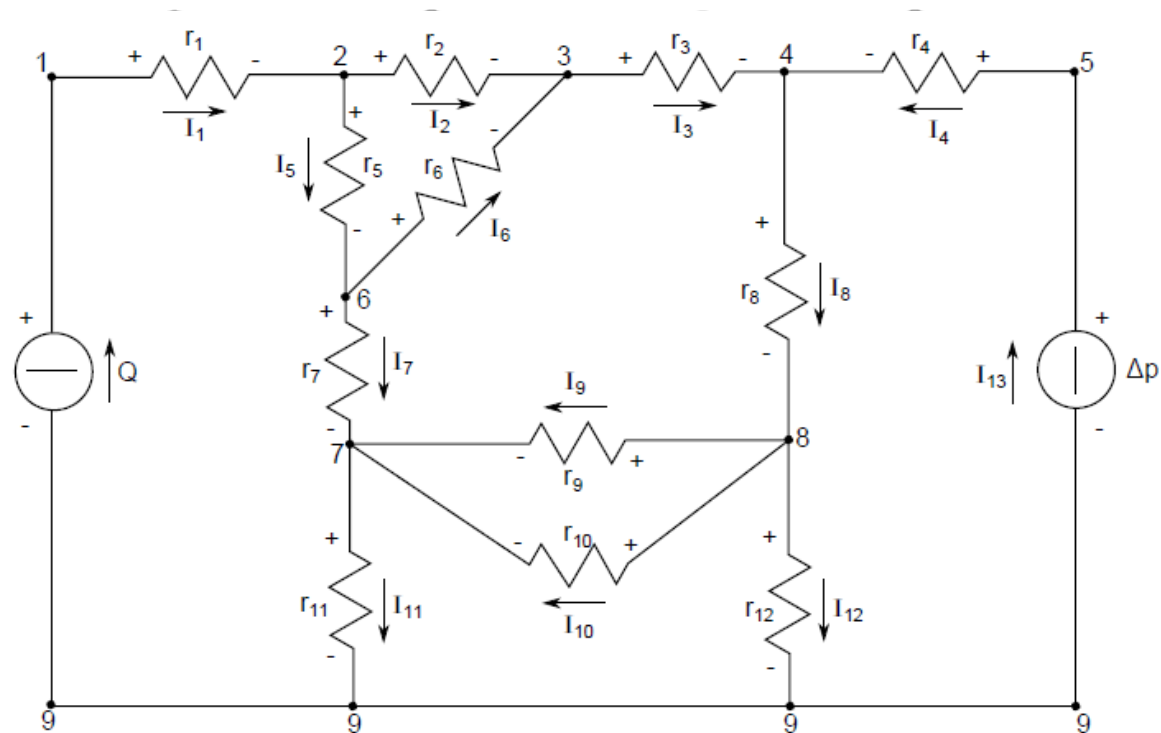 r₁ r₂ r₃ r₄
1 + - 2 + - 3 + - 4 - + 5
I₁ I₂ I₃ I₄
+ -
I₅ r₅ r₆
- + I₆
6
+ +
r₈ I₈
+ r₇ I₇ - +
Q I₁₃ Δp
- I₉ -
- 8
7 - +
r₉
- r₁₀ +
+ +
r₁₁ I₁₁ I₁₀ r₁₂ I₁₂
- -
9 9 9 9